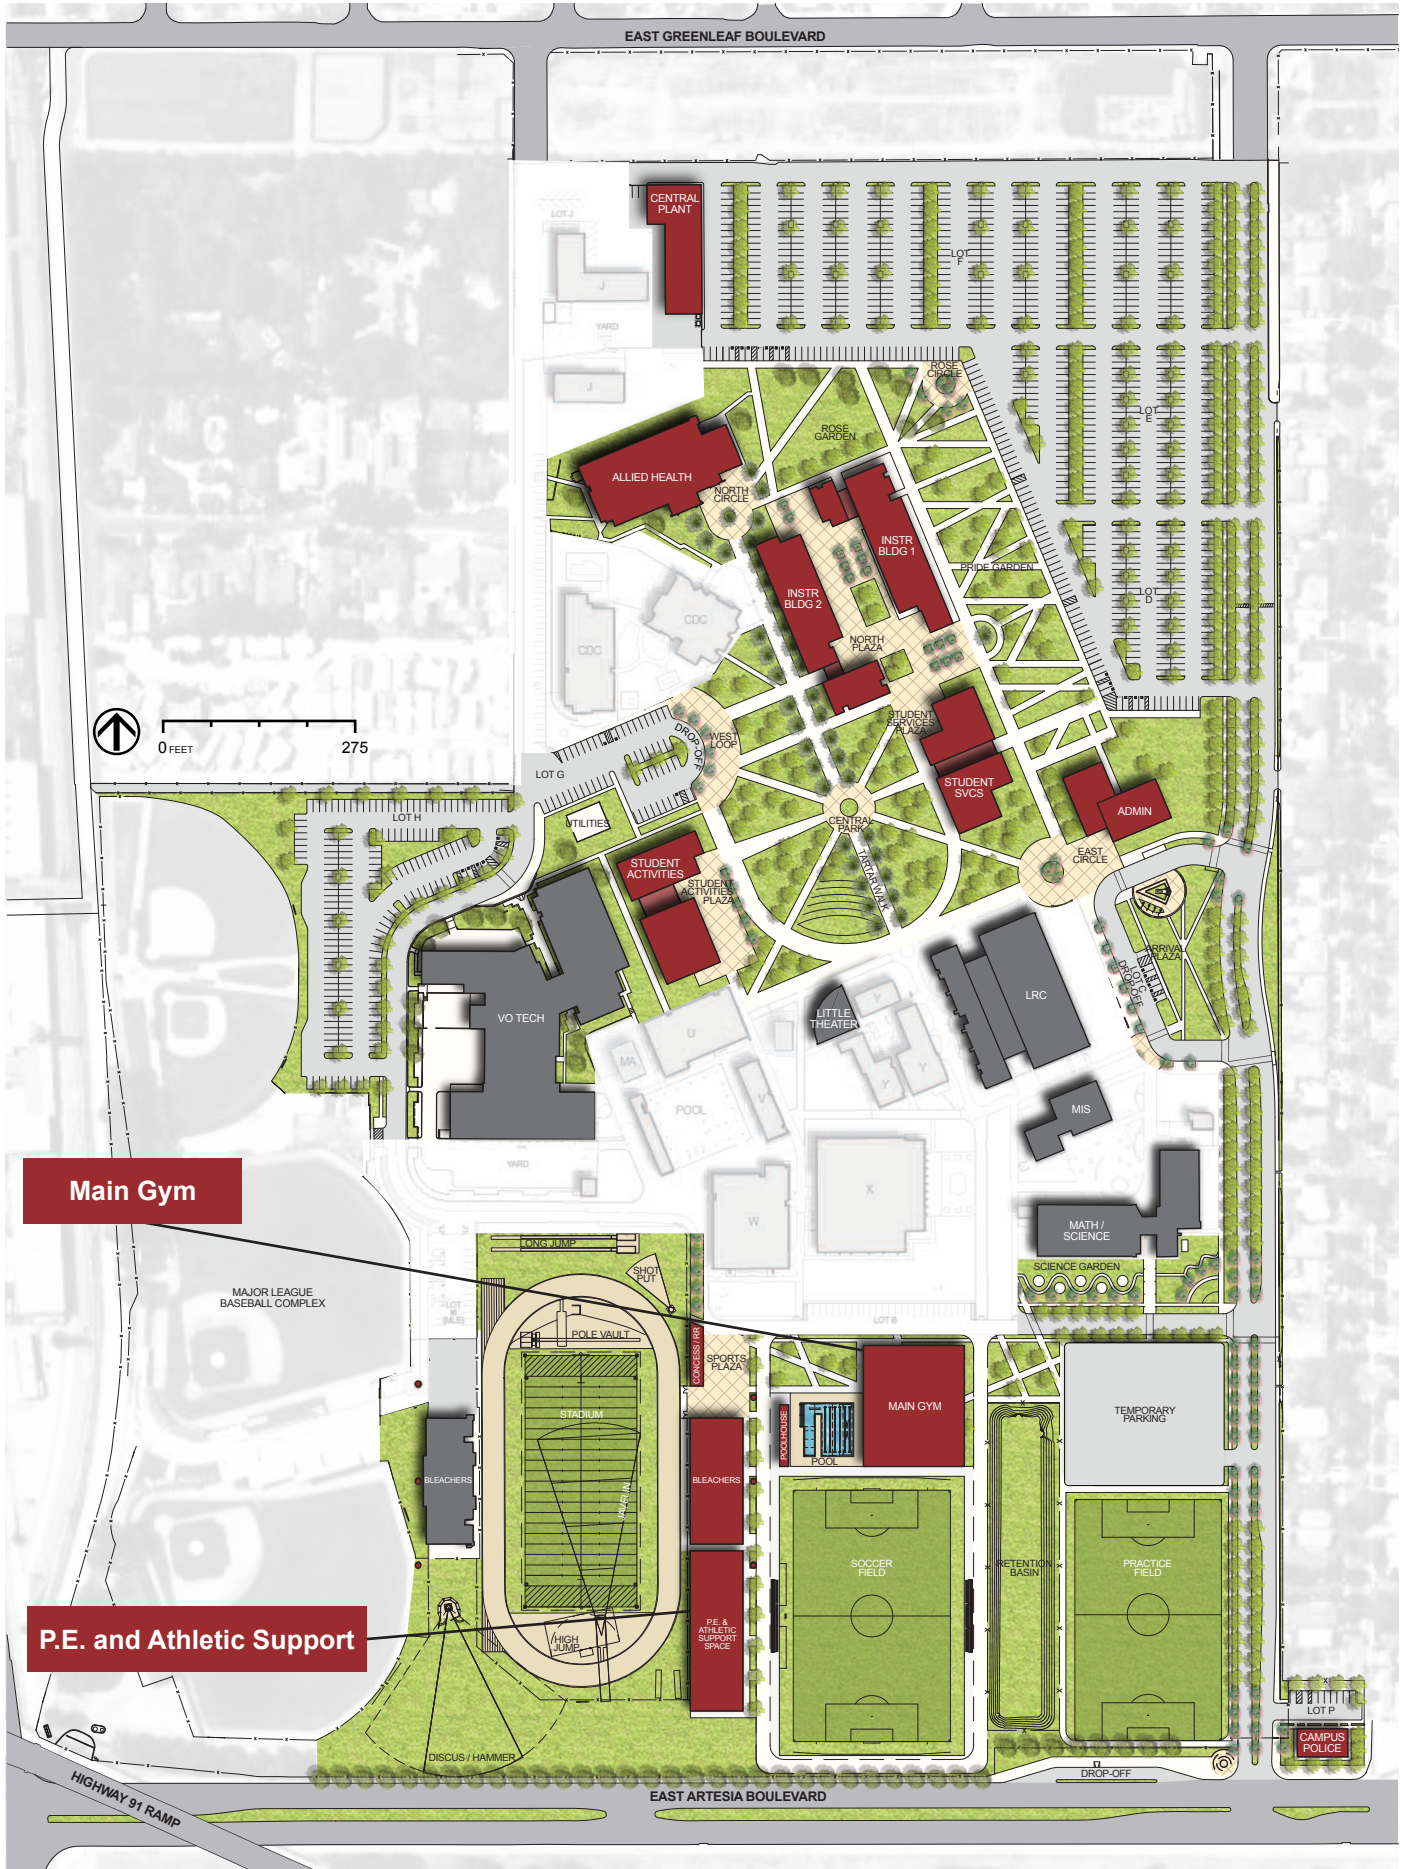 EAST GREENLEAF BOULEVARD
CENTRAL
PLANT
LOT J
J
YARD
J
LOT
F
ROSE
CIRCLE
LOT
E
ROSE
GARDEN
ALLIED HEALTH
NORTH
CIRCLE
INSTR
BLDG 1
PRIDE GARDEN
INSTR
BLDG 2
LOT
D
CDC
CDC
NORTH
PLAZA
STUDENT
SERVICES
PLAZA
0 FEET
275
DROP-OFF
WEST
LOOP
LOT G
STUDENT
SVCS
ADMIN
LOT H
UTILITIES
CENTRAL
PARK
EAST
CIRCLE
TARTAR WALK
STUDENT
ACTIVITIES
STUDENT
ACTIVITIES
PLAZA
ARRIVAL
PLAZA
LOT C
DROP-OFF
LRC
VO TECH
LITTLE
THEATER
Y
Y
Y
U
MA
POOL
V
MIS
YARD
Main Gym
W
X
MATH /
SCIENCE
SCIENCE GARDEN
LONG JUMP
SHOT
PUT
MAJOR LEAGUE
BASEBALL COMPLEX
LOT
M
(MLB)
LOT B
POLE VAULT
CONCESS / RR
SPORTS
PLAZA
MAIN GYM
TEMPORARY
PARKING
STADIUM
POOLHOUSE
POOL
BLEACHERS
BLEACHERS
JAVELIN
SOCCER
FIELD
RETENTION
BASIN
PRACTICE
FIELD
P.E. and Athletic Support
P.E. &
ATHLETIC
SUPPORT
SPACE
HIGH
JUMP
LOT P
CAMPUS
POLICE
DISCUS / HAMMER
DROP-OFF
HIGHWAY 91 RAMP
EAST ARTESIA BOULEVARD